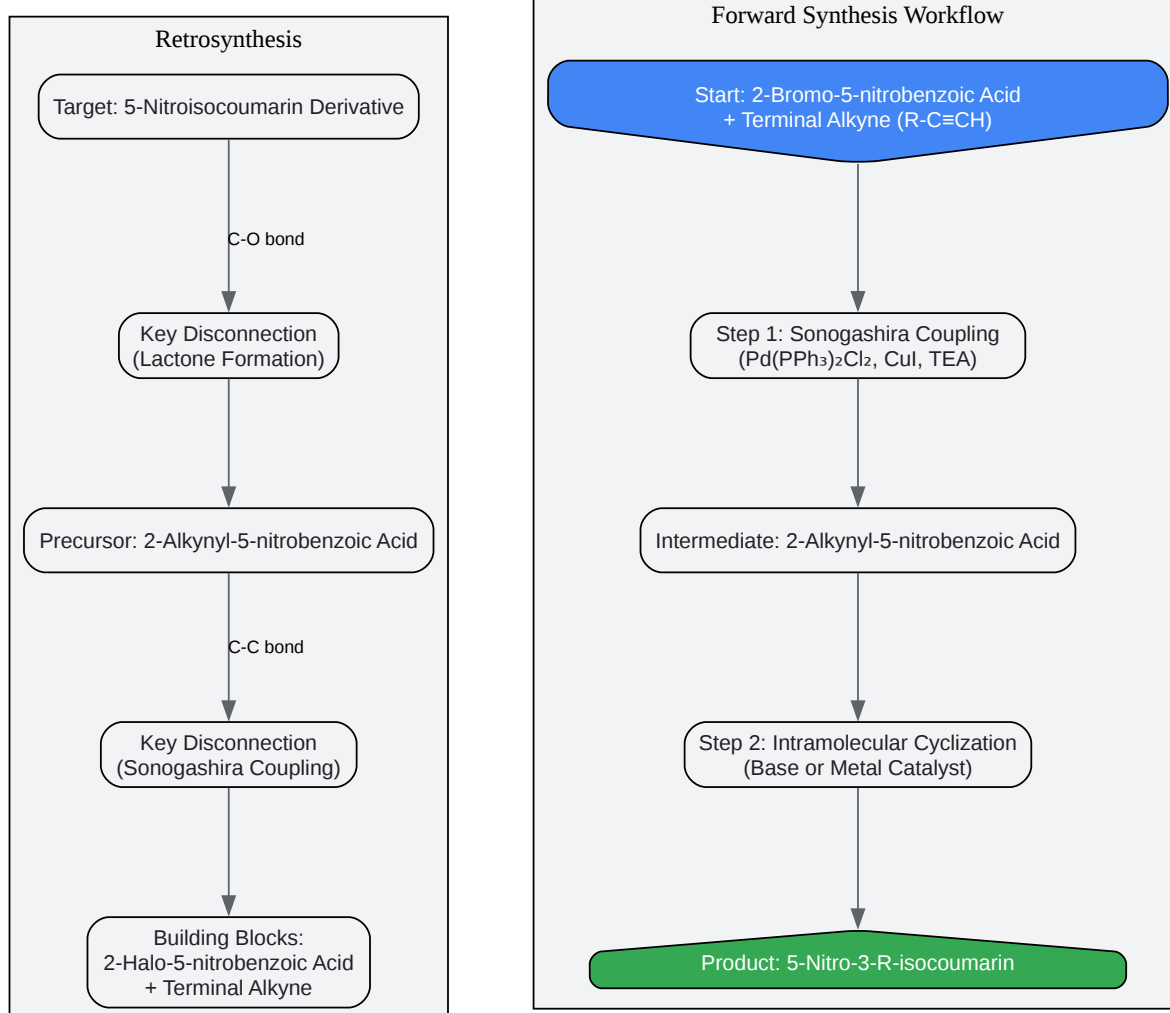 Retrosynthesis
Target: 5-Nitroisocoumarin Derivative
C-O bond
Key Disconnection
(Lactone Formation)
Precursor: 2-Alkynyl-5-nitrobenzoic Acid
C-C bond
Key Disconnection
(Sonogashira Coupling)
Building Blocks:
2-Halo-5-nitrobenzoic Acid
+ Terminal Alkyne
Forward Synthesis Workflow
Start: 2-Bromo-5-nitrobenzoic Acid
+ Terminal Alkyne (R-C≡CH)
Step 1: Sonogashira Coupling
(Pd(PPh₃)₂Cl₂, CuI, TEA)
Intermediate: 2-Alkynyl-5-nitrobenzoic Acid
Step 2: Intramolecular Cyclization
(Base or Metal Catalyst)
Product: 5-Nitro-3-R-isocoumarin